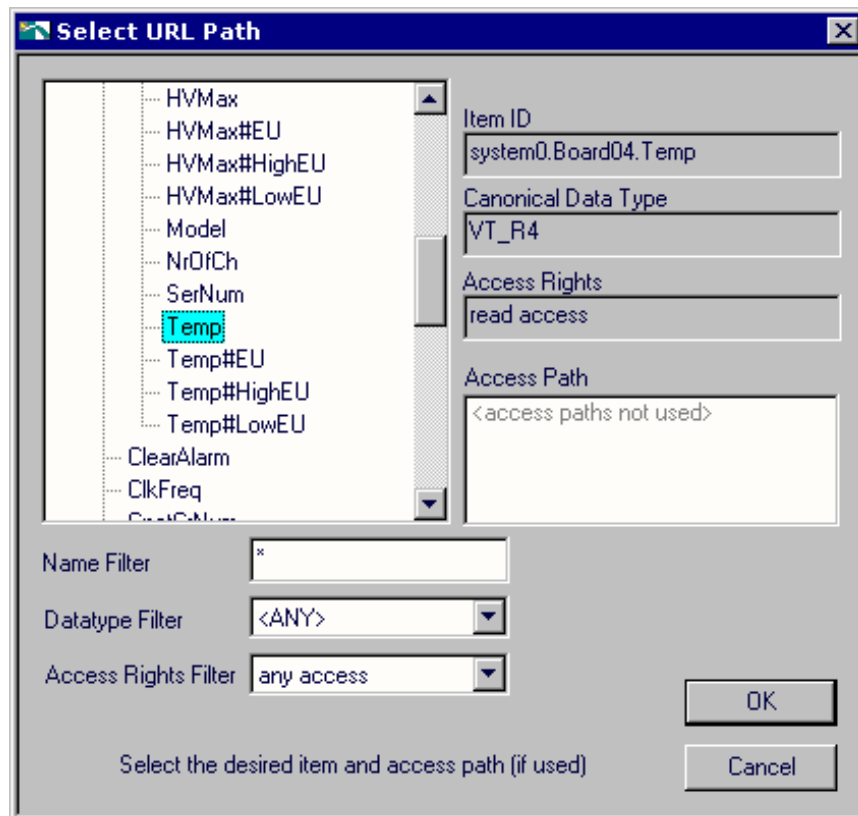 Select URL Path
HVMax
HVMax#EU
HVMax#HighEU
HVMax#LowEU
Model
NrOfCh
SerNum
Temp
Temp#EU
Temp#HighEU
Temp#LowEU
ClearAlarm
ClkFreq
Item ID
system0.Board04.Temp
Canonical Data Type
VT_R4
Access Rights
read access
Access Path
<access paths not used>
Name Filter
*
Datatype Filter
<ANY>
Access Rights Filter
any access
OK
Select the desired item and access path (if used)
Cancel